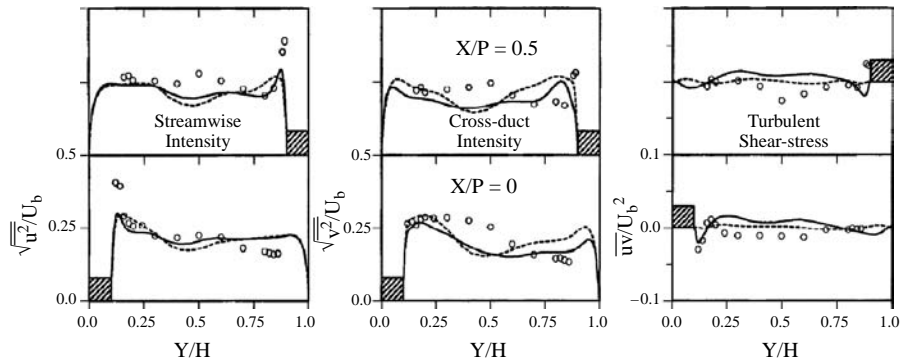 X/P = 0.5
Streamwise
Intensity
Cross-duct
Intensity
Turbulent
Shear-stress
0.5
0.5
0.1
X/P = 0
√u²/U_b
0.25
√v²/U_b
0.25
uv/U_b²
0.0
0.0
0.0
−0.1
0.0 0.25 0.50 0.75 1.0
0.0 0.25 0.50 0.75 1.0
0.0 0.25 0.50 0.75 1.0
Y/H
Y/H
Y/H